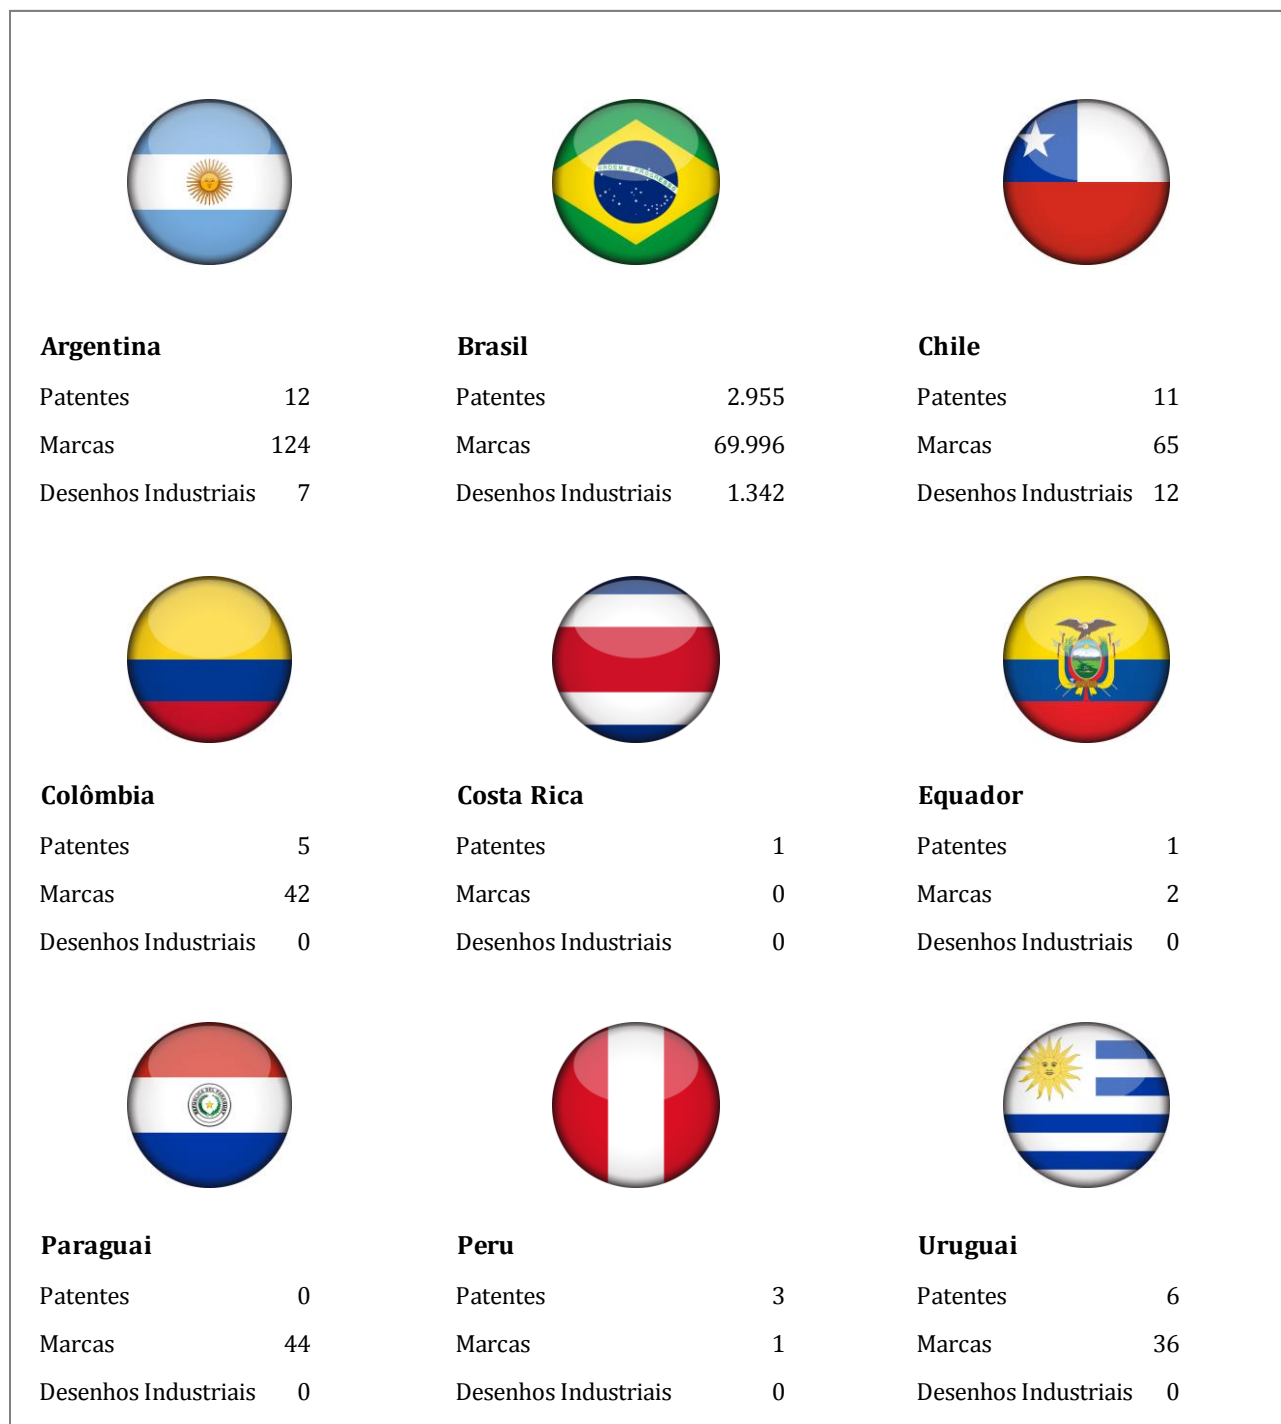 Argentina Brasil Chile
Patentes 12 Patentes 2.955 Patentes 11
Marcas 124 Marcas 69.996 Marcas 65
Desenhos Industriais 7 Desenhos Industriais 1.342 Desenhos Industriais 12
Colômbia Costa Rica Equador
Patentes 5 Patentes 1 Patentes 1
Marcas 42 Marcas 0 Marcas 2
Desenhos Industriais 0 Desenhos Industriais 0 Desenhos Industriais 0
Paraguai Peru Uruguai
Patentes 0 Patentes 3 Patentes 6
Marcas 44 Marcas 1 Marcas 36
Desenhos Industriais 0 Desenhos Industriais 0 Desenhos Industriais 0